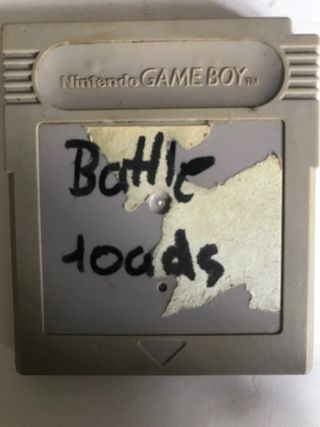 Nintendo GAME BOY TM
Battle
toads